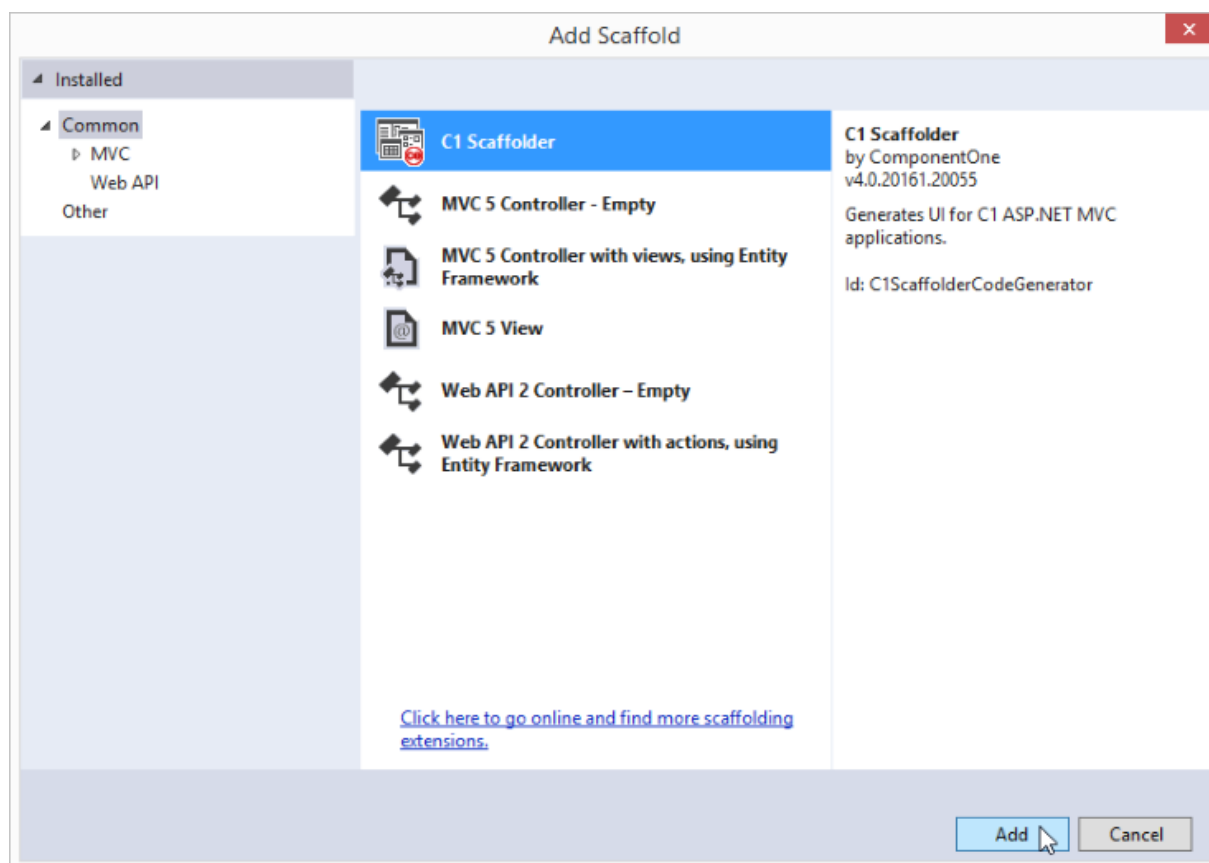 Add Scaffold
Installed
Common
MVC
Web API
Other
C1 Scaffolder
MVC 5 Controller - Empty
MVC 5 Controller with views, using Entity
Framework
MVC 5 View
Web API 2 Controller – Empty
Web API 2 Controller with actions, using
Entity Framework
Click here to go online and find more scaffolding
extensions.
C1 Scaffolder
by ComponentOne
v4.0.20161.20055
Generates UI for C1 ASP.NET MVC
applications.
Id: C1ScaffolderCodeGenerator
Add
Cancel